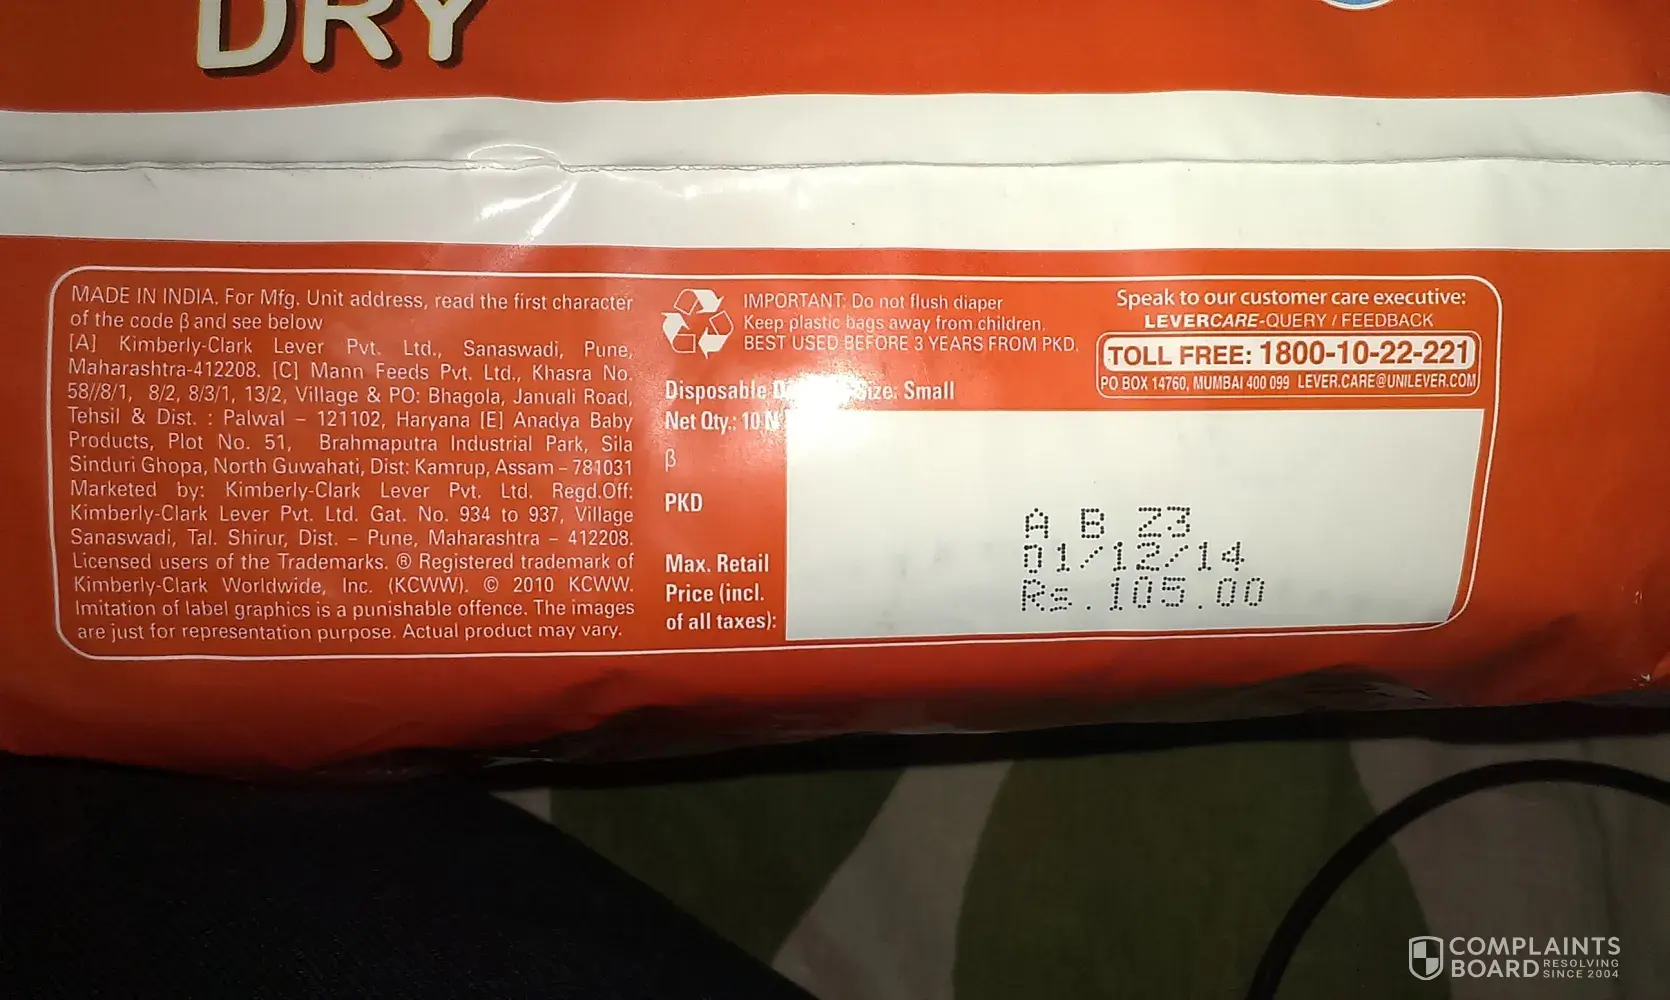 DRY
MADE IN INDIA. For Mfg. Unit address, read the first character
of the code β and see below
[A] Kimberly-Clark Lever Pvt. Ltd., Sanaswadi, Pune,
Maharashtra-412208. [C] Mann Feeds Pvt. Ltd., Khasra No.
58//8/1, 8/2, 8/3/1, 13/2, Village & PO: Bhagola, Janauli Road,
Tehsil & Dist. : Palwal – 121102, Haryana [E] Anadya Baby
Products, Plot No. 51, Brahmaputra Industrial Park, Sila
Sinduri Ghopa, North Guwahati, Dist: Kamrup, Assam – 781031
Marketed by: Kimberly-Clark Lever Pvt. Ltd. Regd.Off:
Kimberly-Clark Lever Pvt. Ltd. Gat. No. 934 to 937, Village
Sanaswadi, Tal. Shirur, Dist. – Pune, Maharashtra – 412208.
Licensed users of the Trademarks. ® Registered trademark of
Kimberly-Clark Worldwide, Inc. (KCWW). © 2010 KCWW.
Imitation of label graphics is a punishable offence. The images
are just for representation purpose. Actual product may vary.
IMPORTANT: Do not flush diaper
Keep plastic bags away from children.
BEST USED BEFORE 3 YEARS FROM PKD.
Disposable Size: Small
Net Qty.: 10 N
β
PKD
Max. Retail
Price (incl.
of all taxes):
A B Z3
01/12/14
Rs.105.00
Speak to our customer care executive:
LEVERCARE-QUERY / FEEDBACK
TOLL FREE: 1800-10-22-221
PO BOX 14760, MUMBAI 400 099 LEVER.CARE@UNILEVER.COM
COMPLAINTS
BOARD RESOLVING
SINCE 2004